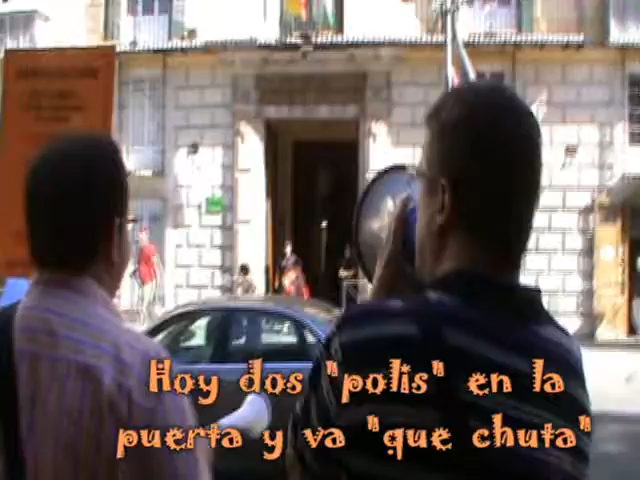 Hoy dos "polis" en la
puerta y va "que chuta"